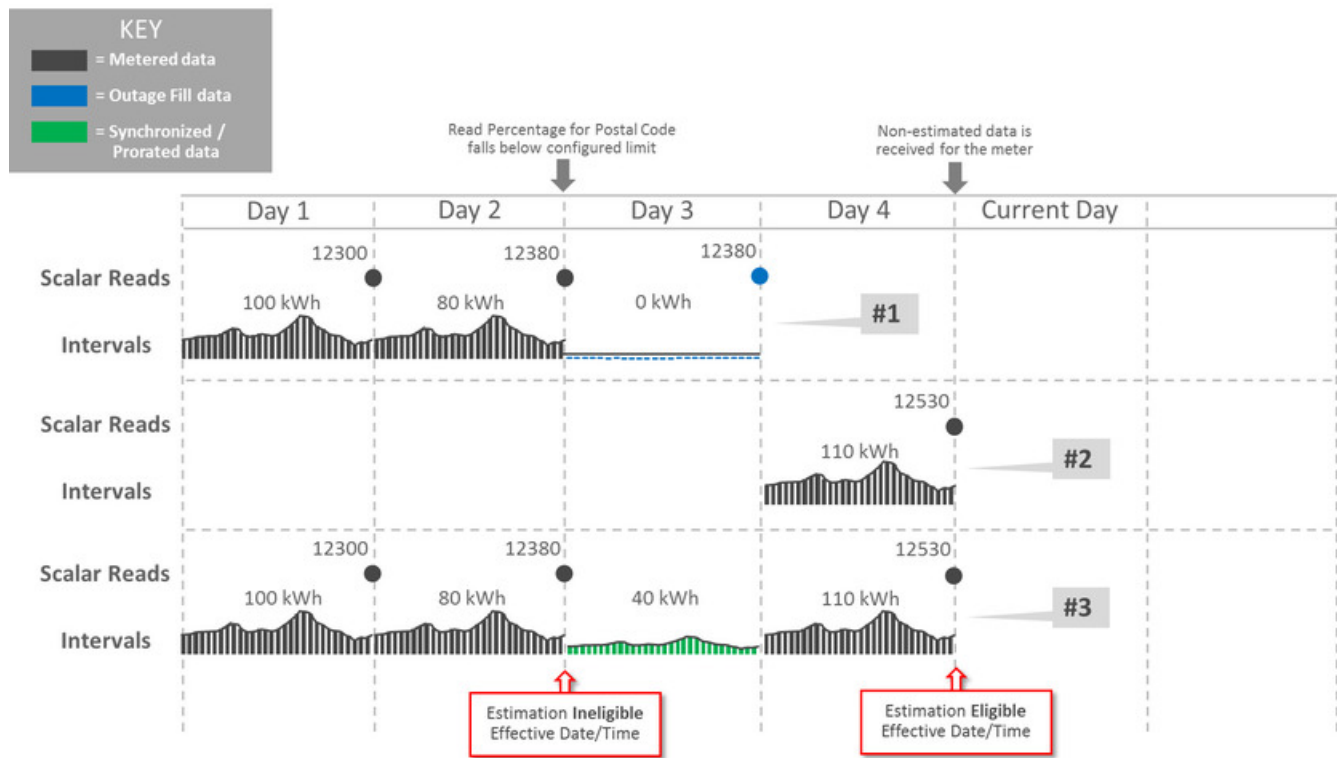 KEY
= Metered data
= Outage Fill data
= Synchronized /
Prorated data
Read Percentage for Postal Code
falls below configured limit
Non-estimated data is
received for the meter
Day 1
Day 2
Day 3
Day 4
Current Day
Scalar Reads
12300
12380
12380
100 kWh
80 kWh
0 kWh
#1
Intervals
Scalar Reads
12530
110 kWh
#2
Intervals
Scalar Reads
12300
12380
12530
100 kWh
80 kWh
40 kWh
110 kWh
#3
Intervals
Estimation Ineligible
Effective Date/Time
Estimation Eligible
Effective Date/Time